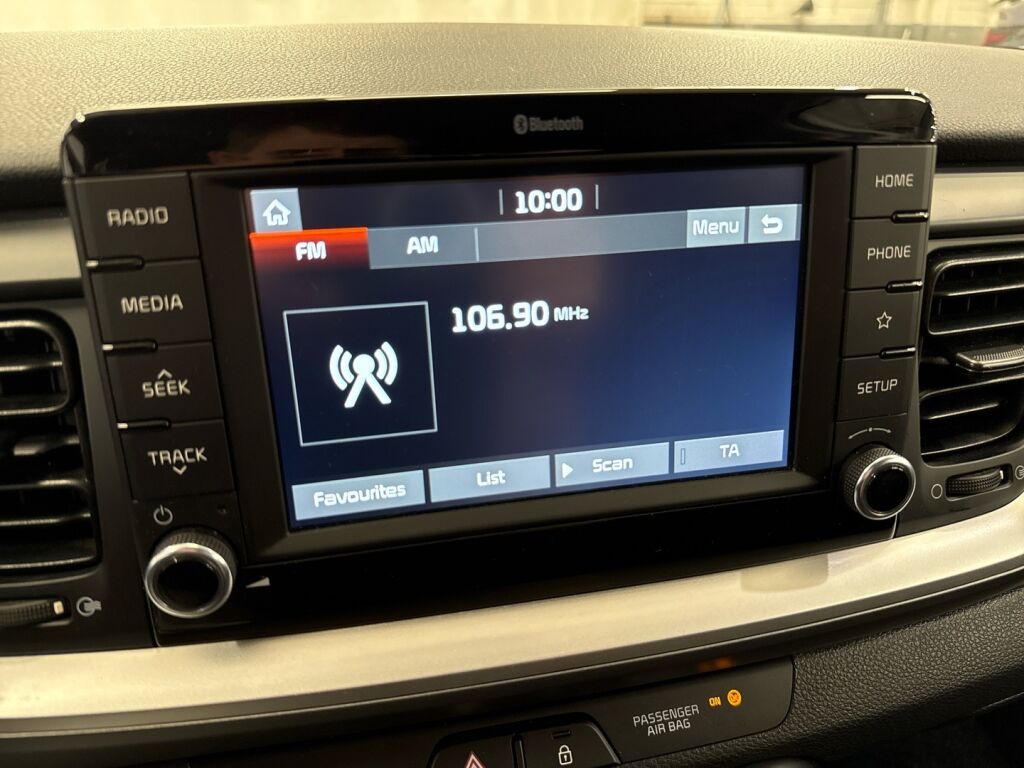 Bluetooth
RADIO
MEDIA
SEEK
TRACK
10:00
FM AM Menu
106.90 MHz
Favourites List Scan TA
HOME
PHONE
SETUP
PASSENGER
AIR BAG
ON